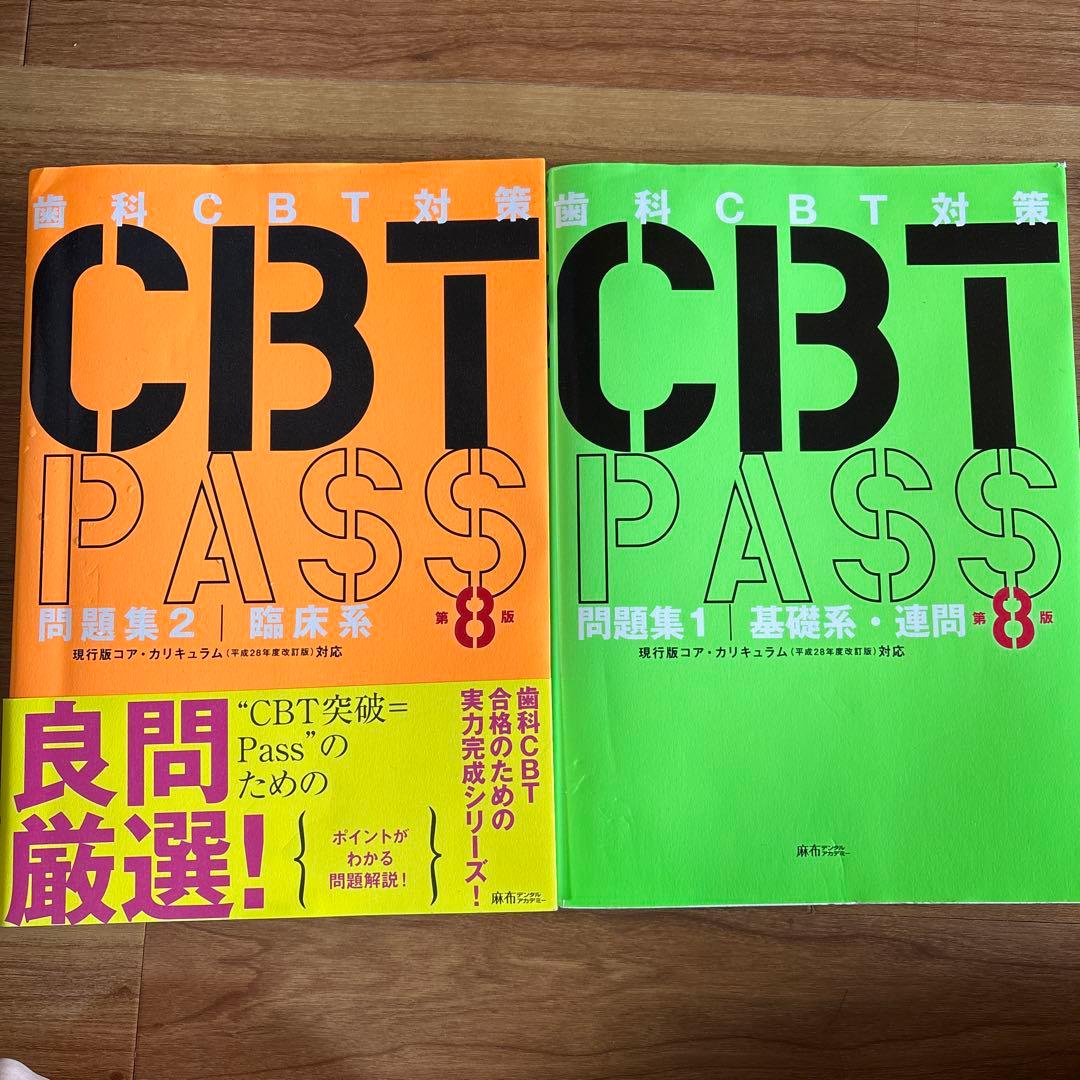 歯科CBT対策
CBT
PASS
問題集2｜臨床系 第8版
現行版コア・カリキュラム（平成28年度改訂版）対応
良問
厳選！
“CBT突破=
Pass”の
ための
ポイントが
わかる
問題解説！
歯科CBT
合格のための
実力完成シリーズ！
麻布デンタル
アカデミー
歯科CBT対策
CBT
PASS
問題集1｜基礎系・連問 第8版
現行版コア・カリキュラム（平成28年度改訂版）対応
麻布デンタル
アカデミー